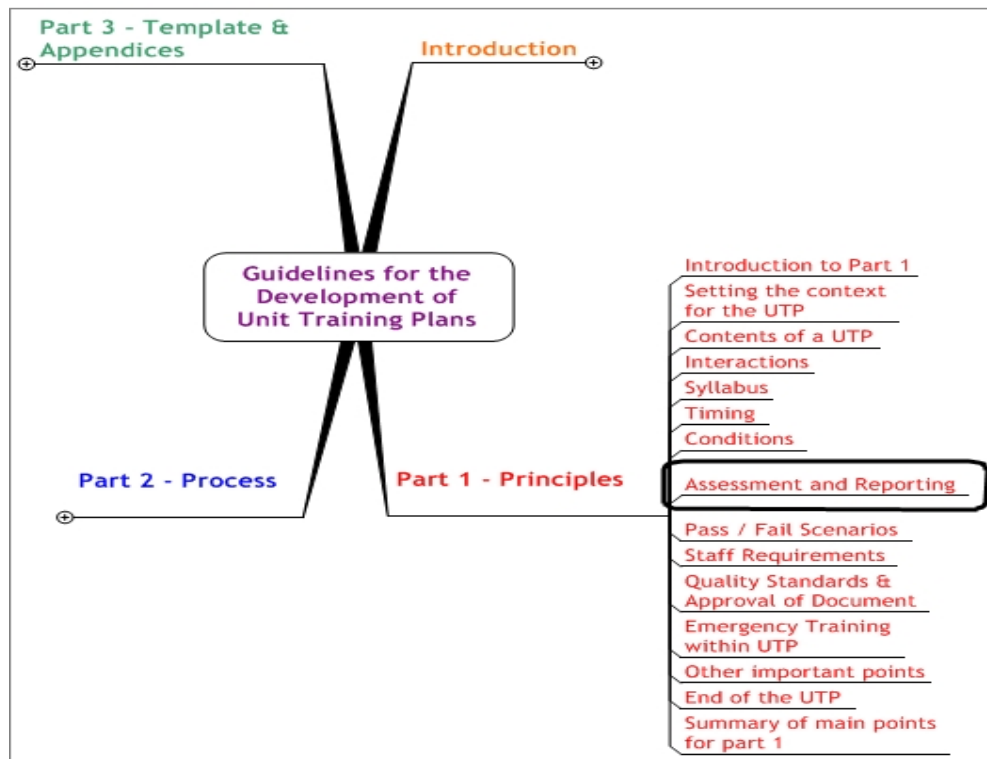 Part 3 - Template &
Appendices
Introduction
Guidelines for the
Development of
Unit Training Plans
Part 2 - Process
Part 1 - Principles
Introduction to Part 1
Setting the context
for the UTP
Contents of a UTP
Interactions
Syllabus
Timing
Conditions
Assessment and Reporting
Pass / Fail Scenarios
Staff Requirements
Quality Standards &
Approval of Document
Emergency Training
within UTP
Other important points
End of the UTP
Summary of main points
for part 1